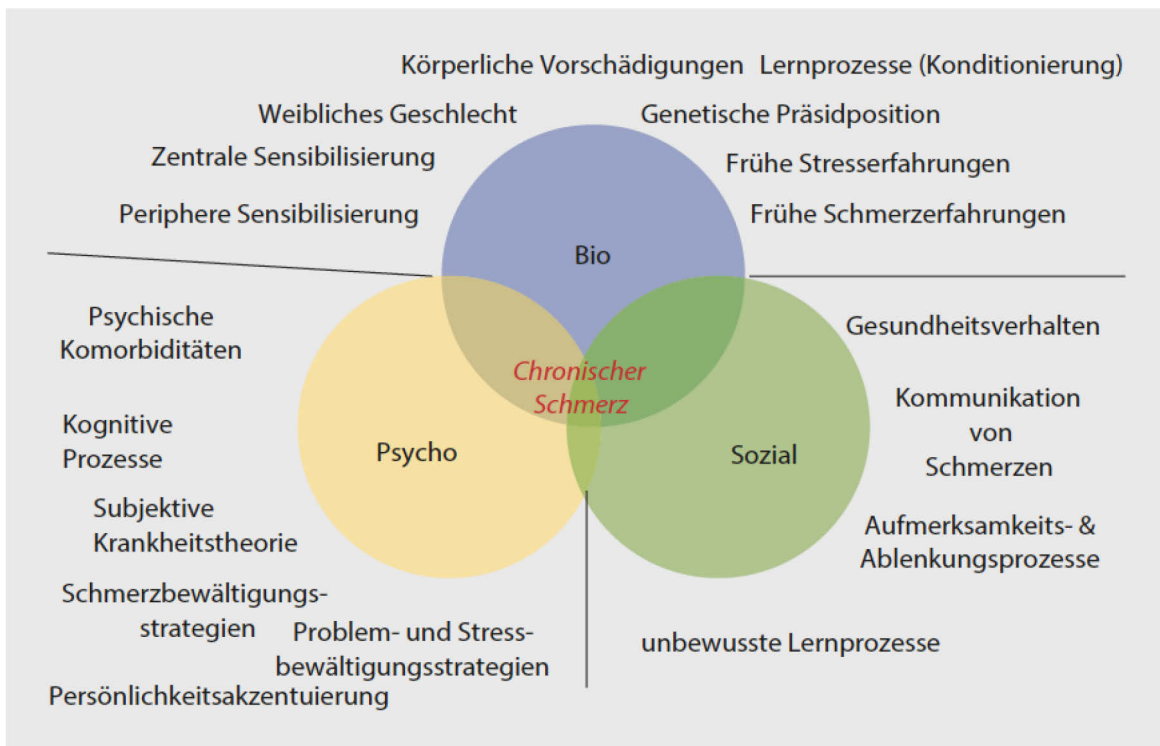 Körperliche Vorschädigungen
Lernprozesse (Konditionierung)
Weibliches Geschlecht
Genetische Präsidposition
Zentrale Sensibilisierung
Frühe Stresserfahrungen
Periphere Sensibilisierung
Frühe Schmerzerfahrungen
Bio
Psychische
Komorbiditäten
Kognitive
Prozesse
Subjektive
Krankheitstheorie
Schmerzbewältigungs-
strategien
Problem- und Stress-
bewältigungsstrategien
Persönlichkeitsakzentuierung
Psycho
Chronischer
Schmerz
Sozial
Gesundheitsverhalten
Kommunikation
von
Schmerzen
Aufmerksamkeits- &
Ablenkungsprozesse
unbewusste Lernprozesse